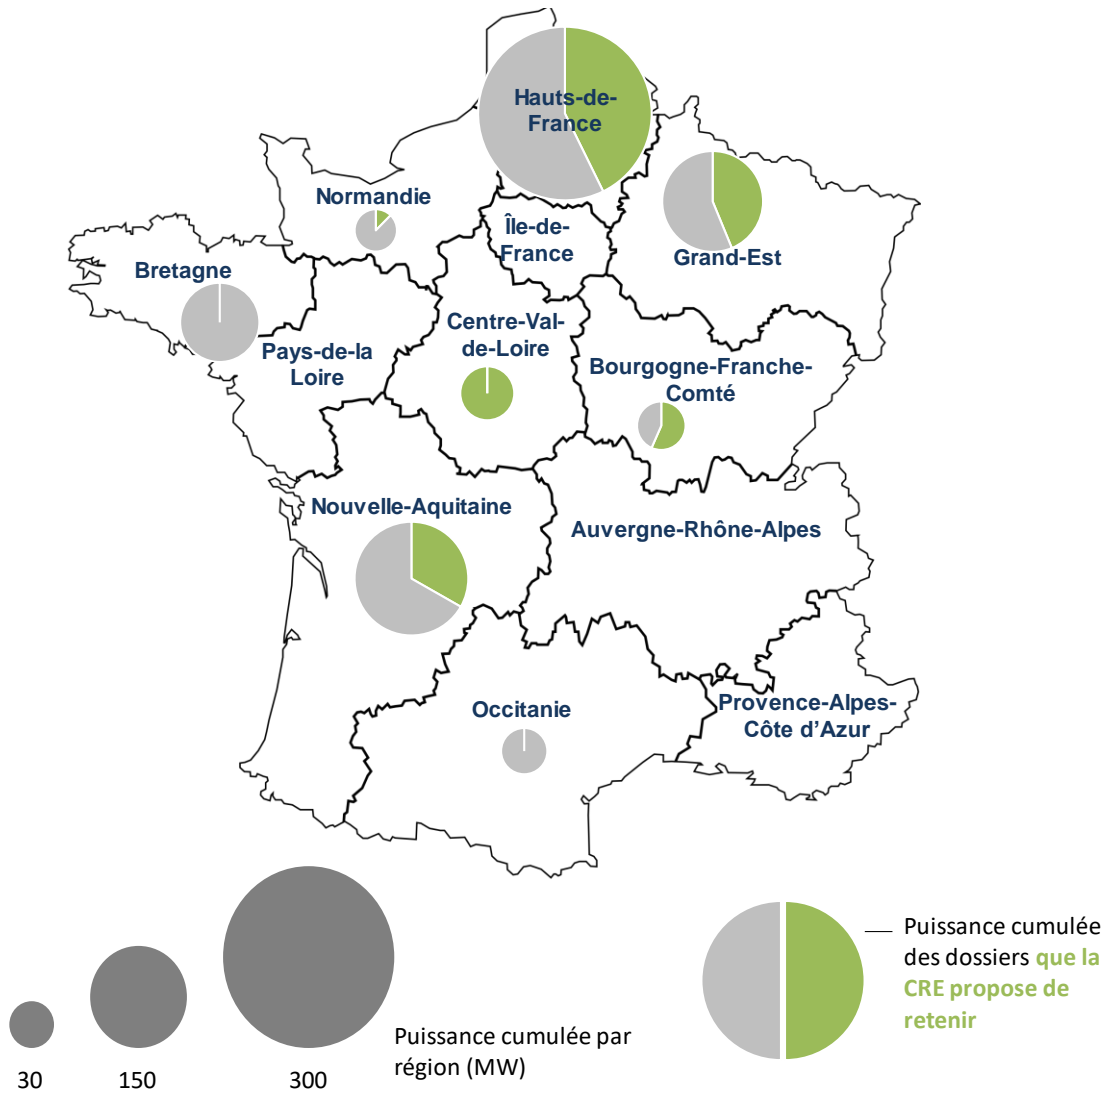 Hauts-de-
France
Normandie
Île-de-
France
Grand-Est
Bretagne
Centre-Val-
de-Loire
Pays-de-la
Loire
Bourgogne-Franche-
Comté
Nouvelle-Aquitaine
Auvergne-Rhône-Alpes
Occitanie
Provence-Alpes-
Côte d’Azur
Puissance cumulée par
région (MW)
30
150
300
Puissance cumulée
des dossiers que la
CRE propose de
retenir